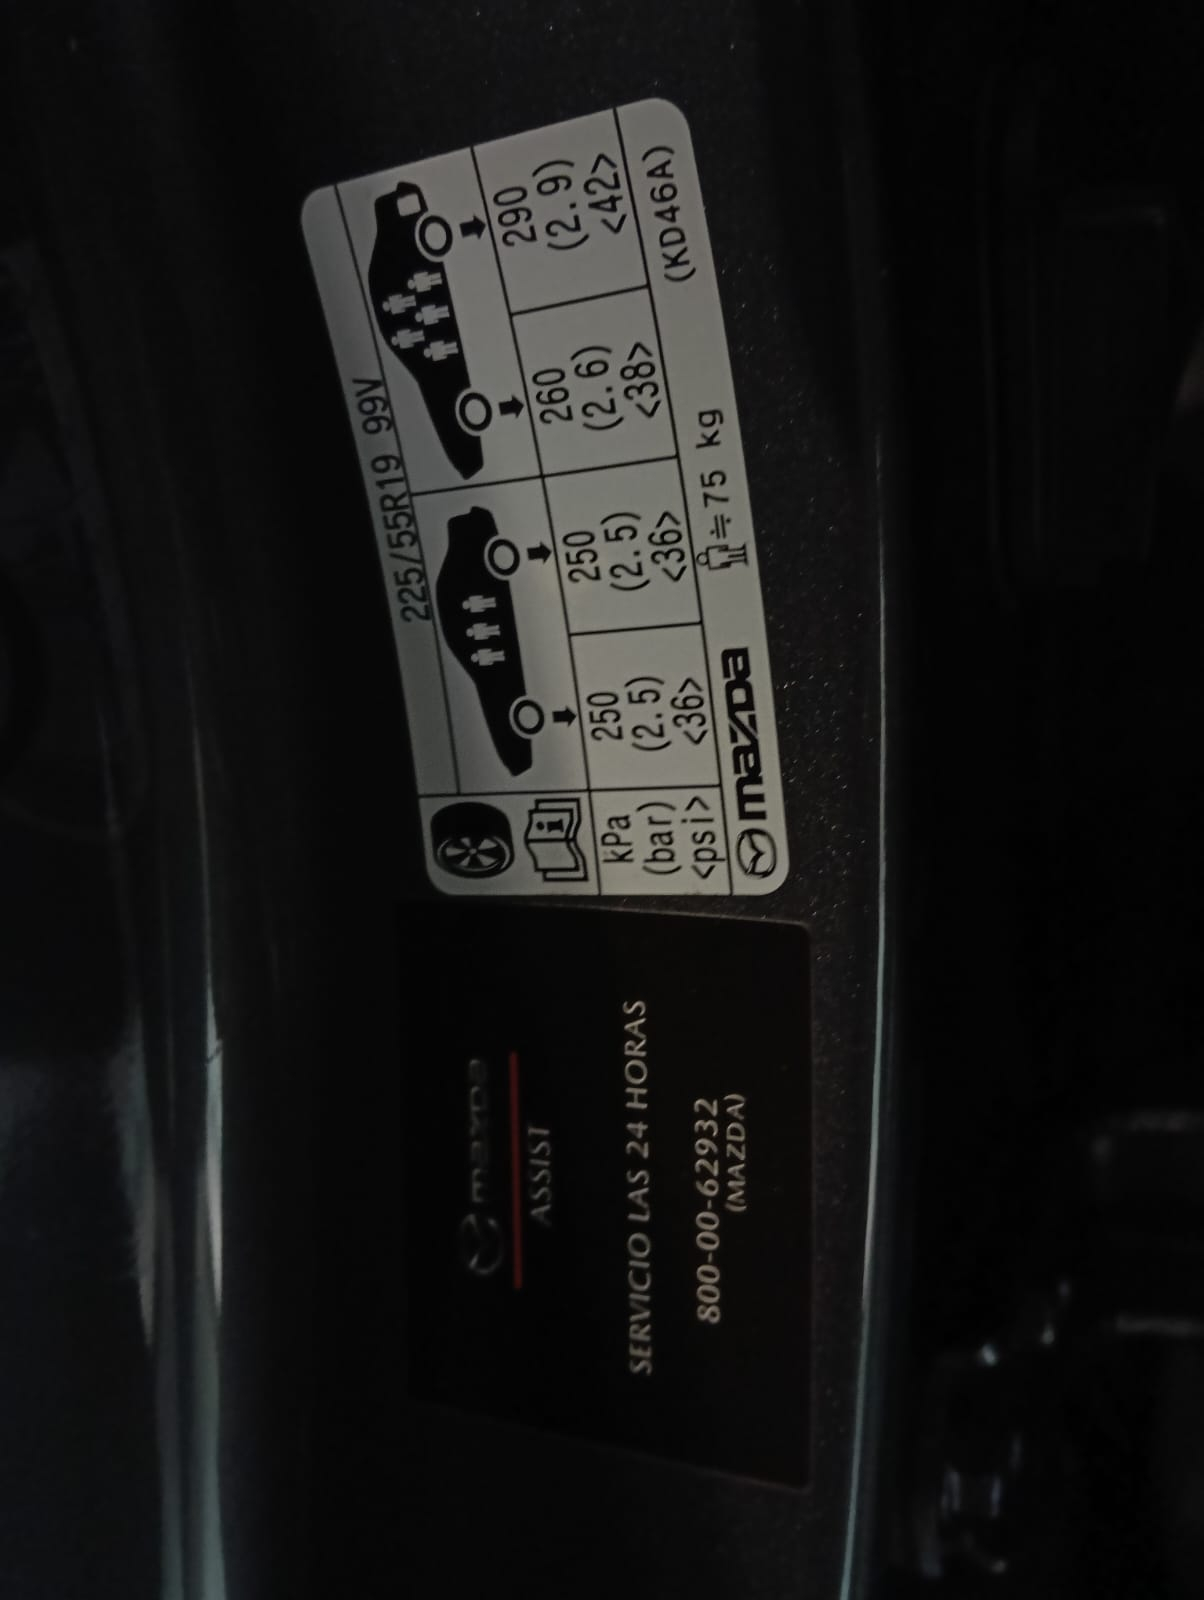 225/55R19 99V
kPa 250 250 260 290
(bar) (2.5) (2.5) (2.6) (2.9)
<psi> <36> <36> <38> <42>
mazda ≒75 kg (KD46A)
mazda
ASSIST
SERVICIO LAS 24 HORAS
800-00-62932
(MAZDA)